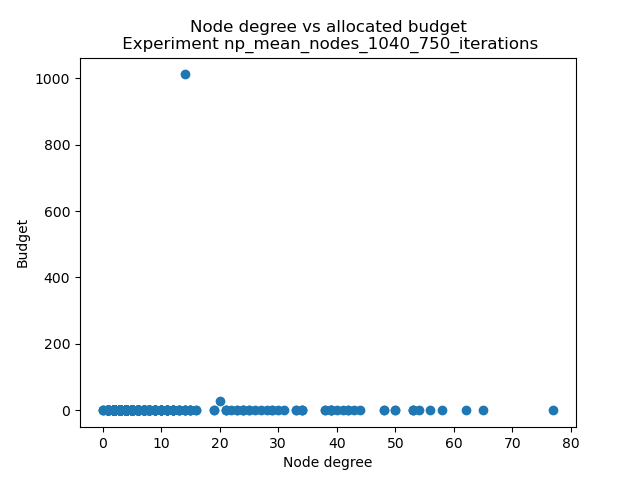 Node degree vs allocated budget
Experiment np_mean_nodes_1040_750_iterations
1000
800
600
400
200
0
Budget
0 10 20 30 40 50 60 70 80
Node degree